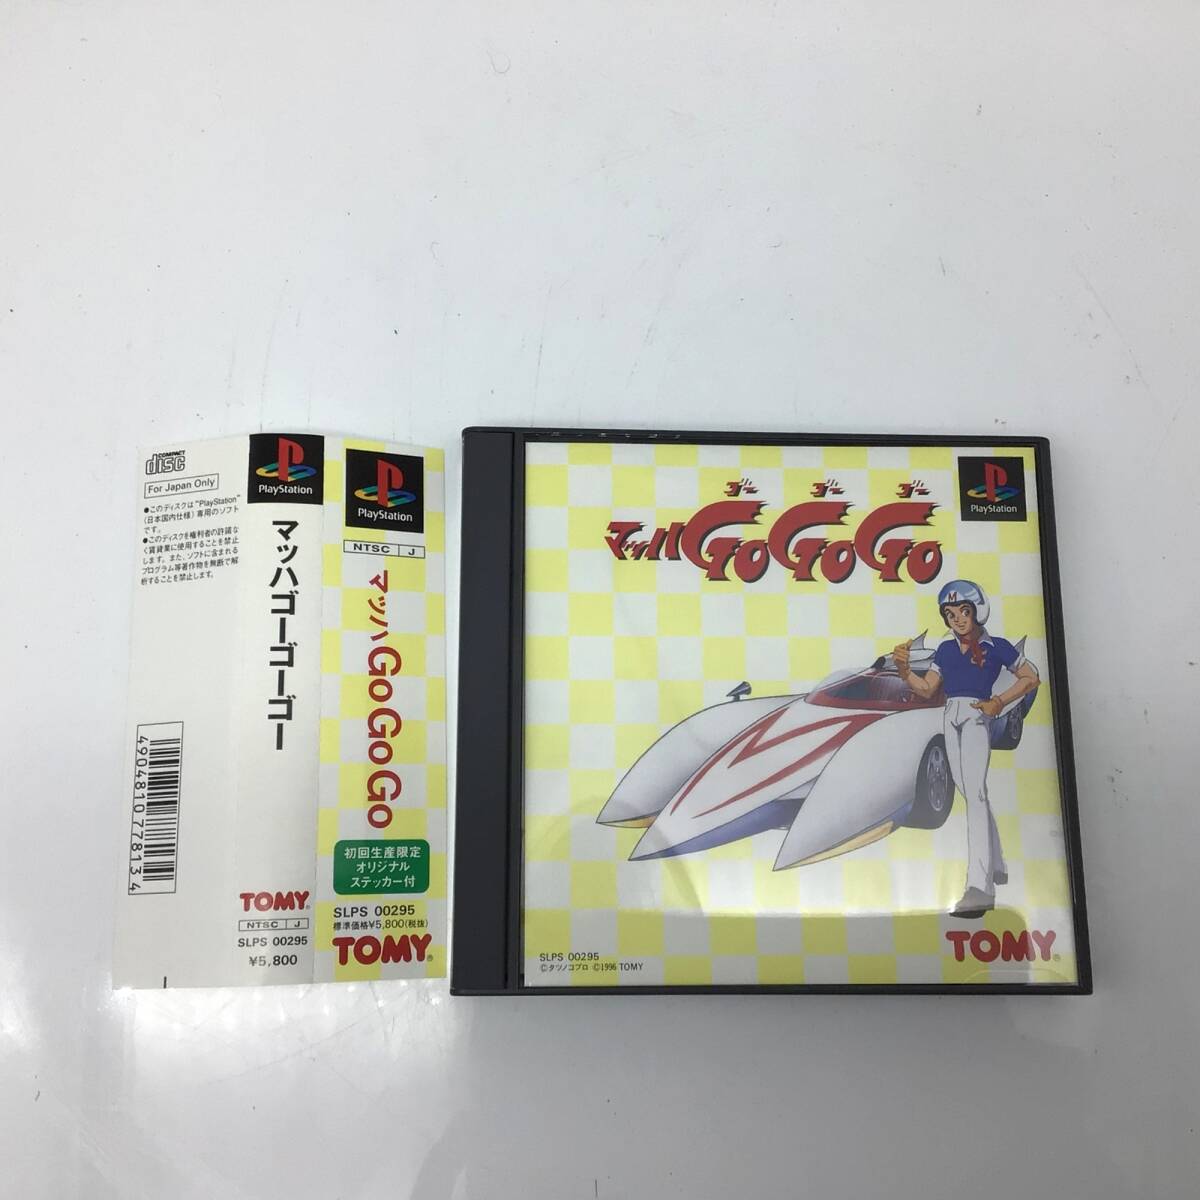 COMPACT
disc
For Japan Only
●このディスクは"PlayStation"
(日本国内仕様)専用のソフト
です。
●このディスクを権利者の許諾な
く賃貸業に使用することを禁止
します。また、ソフトに含まれる
プログラム等著作物を無断で解
析することを禁止します。
4904810778134
PlayStation
マッハゴーゴーゴー
TOMY®
NTSC J
SLPS 00295
¥5,800
PlayStation
NTSC J
マッハGoGoGo
初回生産限定
オリジナル
ステッカー付
SLPS 00295
標準価格¥5,800(税抜)
TOMY®
PlayStation
ゴー ゴー ゴー
マッハGoGoGo
M
SLPS 00295
©タツノコプロ ©1996 TOMY
TOMY®